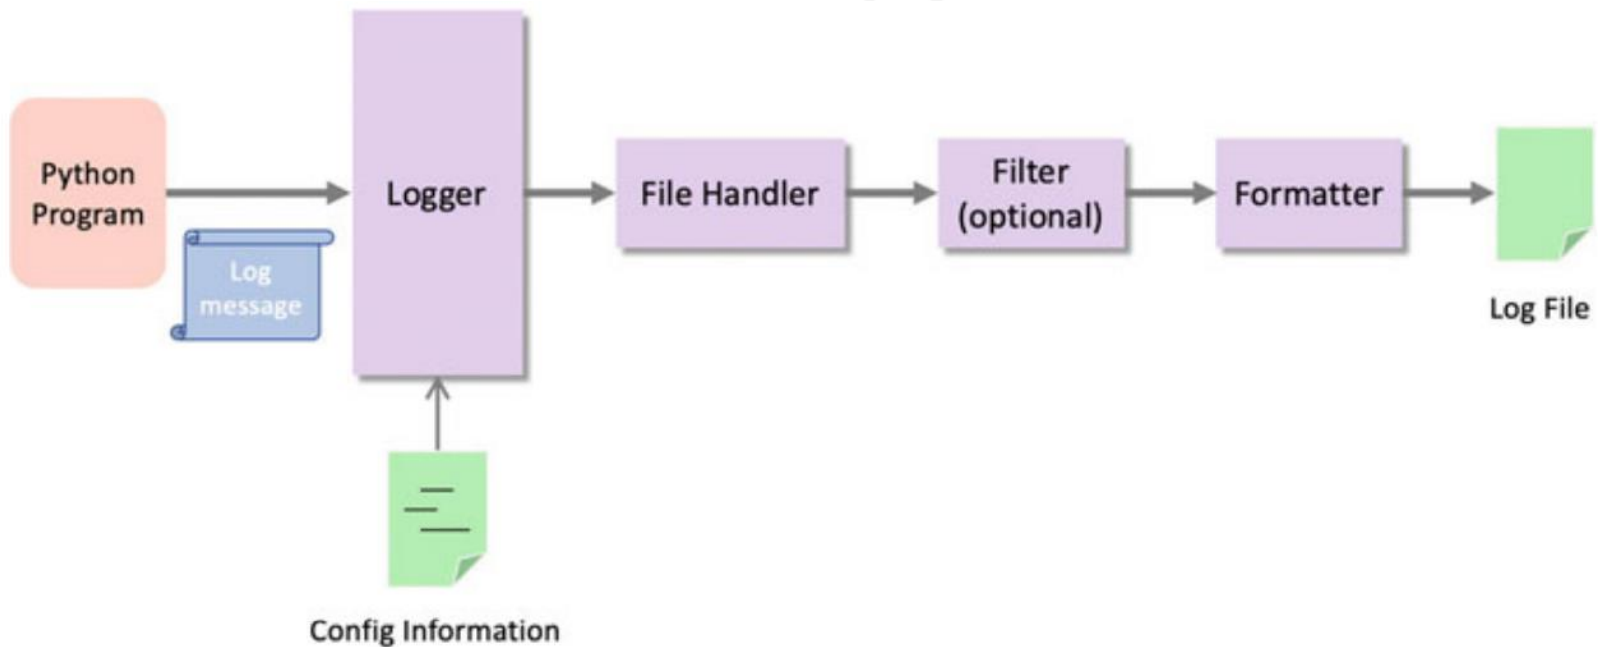 Python
Program
Log
message
Logger
File Handler
Filter
(optional)
Formatter
Log File
Config Information